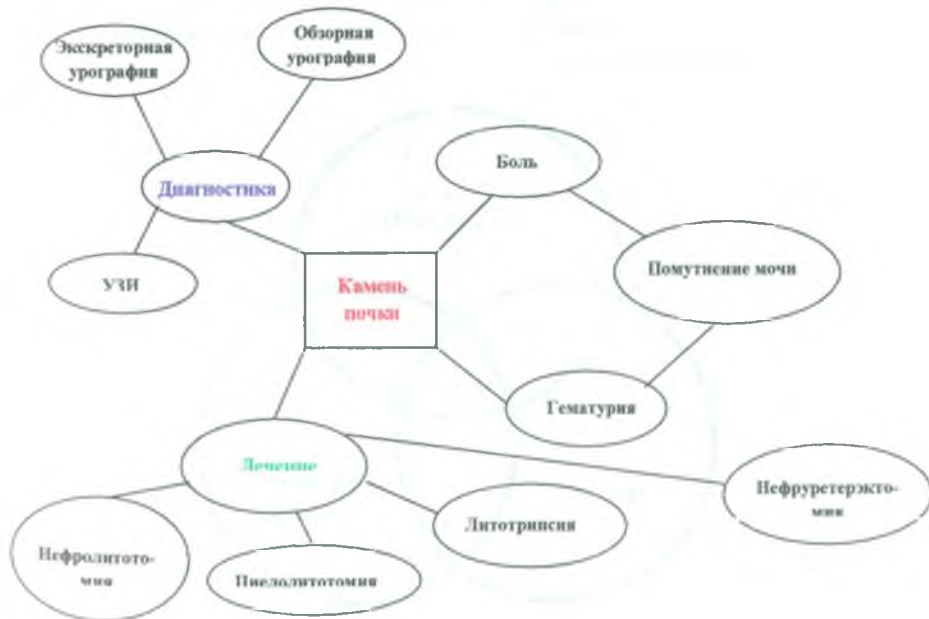 Экскреторная
урография
Обзорная
урография
Диагностика
Боль
УЗИ
Камень
почки
Помутнение мочи
Гематурия
Лечение
Нефролитото-
мия
Пиелолитотомия
Литотрипсия
Нефруретерэкто-
мия